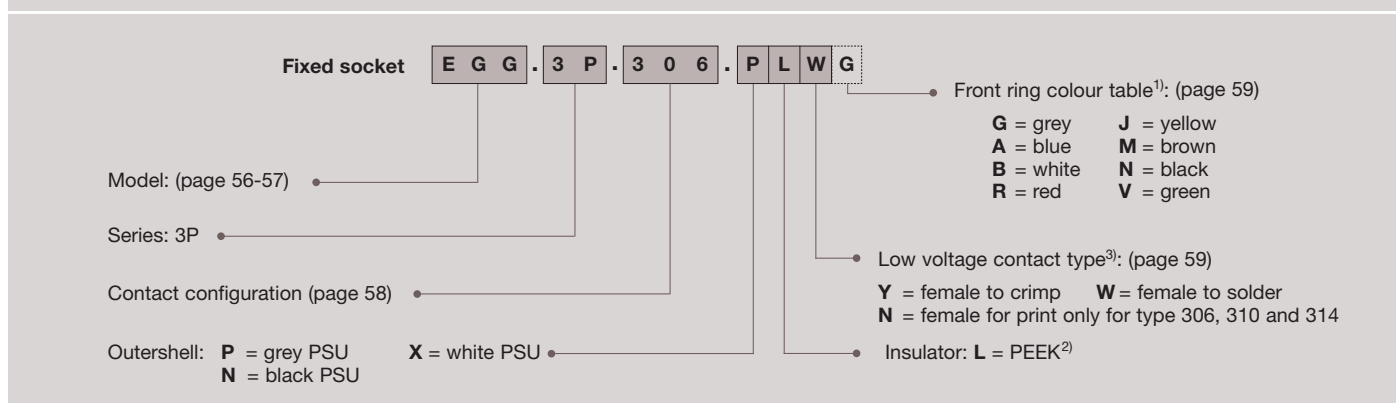 Fixed socket E G G . 3 P . 3 0 6 . P L W G
Front ring colour table1): (page 59)
G = grey J = yellow
A = blue M = brown
B = white N = black
R = red V = green
Model: (page 56-57)
Series: 3P
Low voltage contact type3): (page 59)
Y = female to crimp W = female to solder
N = female for print only for type 306, 310 and 314
Contact configuration (page 58)
Outershell: P = grey PSU X = white PSU
N = black PSU
Insulator: L = PEEK2)